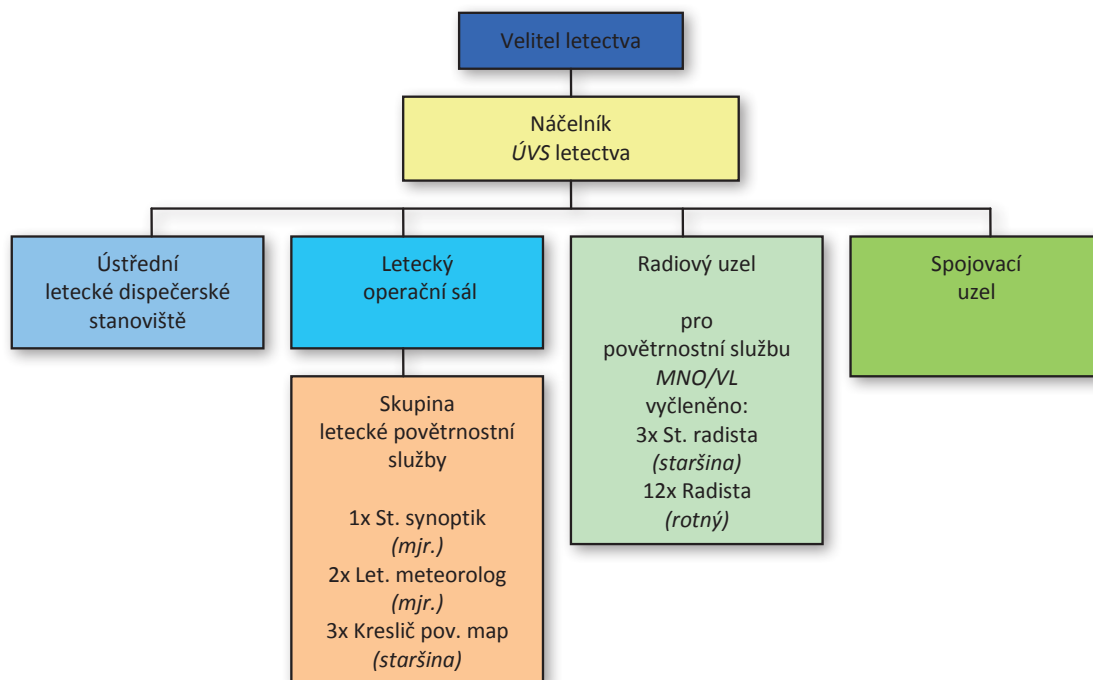 Velitel letectva
Náčelník
ÚVS letectva
Ústřední
letecké dispečerské
stanoviště
Letecký
operační sál
Radiový uzel
pro
povětrnostní službu
MNO/VL
vyčleněno:
3x St. radista
(staršina)
12x Radista
(rotný)
Spojovací
uzel
Skupina
letecké povětrnostní
služby
1x St. synoptik
(mjr.)
2x Let. meteorolog
(mjr.)
3x Kreslič pov. map
(staršina)